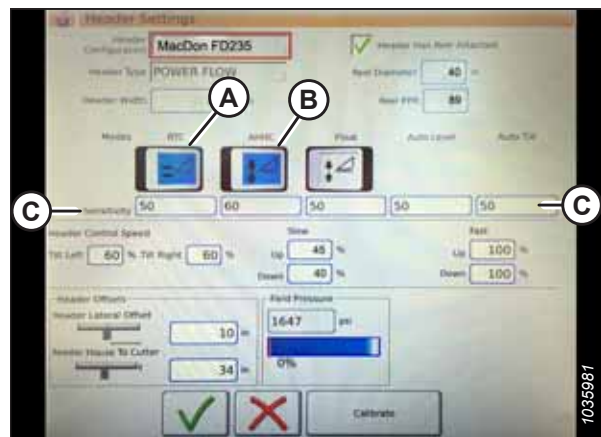 Header Settings
Header Configuration MacDon FD235
Header Has Reel Attached
Header Type POWER FLOW
Reel Diameter 40 in
Header Width
Reel PPR 89
A
B
Modes RTC AHHC Float Auto Level Auto Tilt
C
Sensitivity 50 60 50 50 50
C
Header Control Speed
Slow
Fast
Tilt Left 60 % Tilt Right 60 %
Up 45 %
Up 100 %
Down 40 %
Down 100 %
Header Offsets
Field Pressure
Header Lateral Offset
10 in
1647 psi
Feeder House To Cutter
34 in
0%
Calibrate
1035981